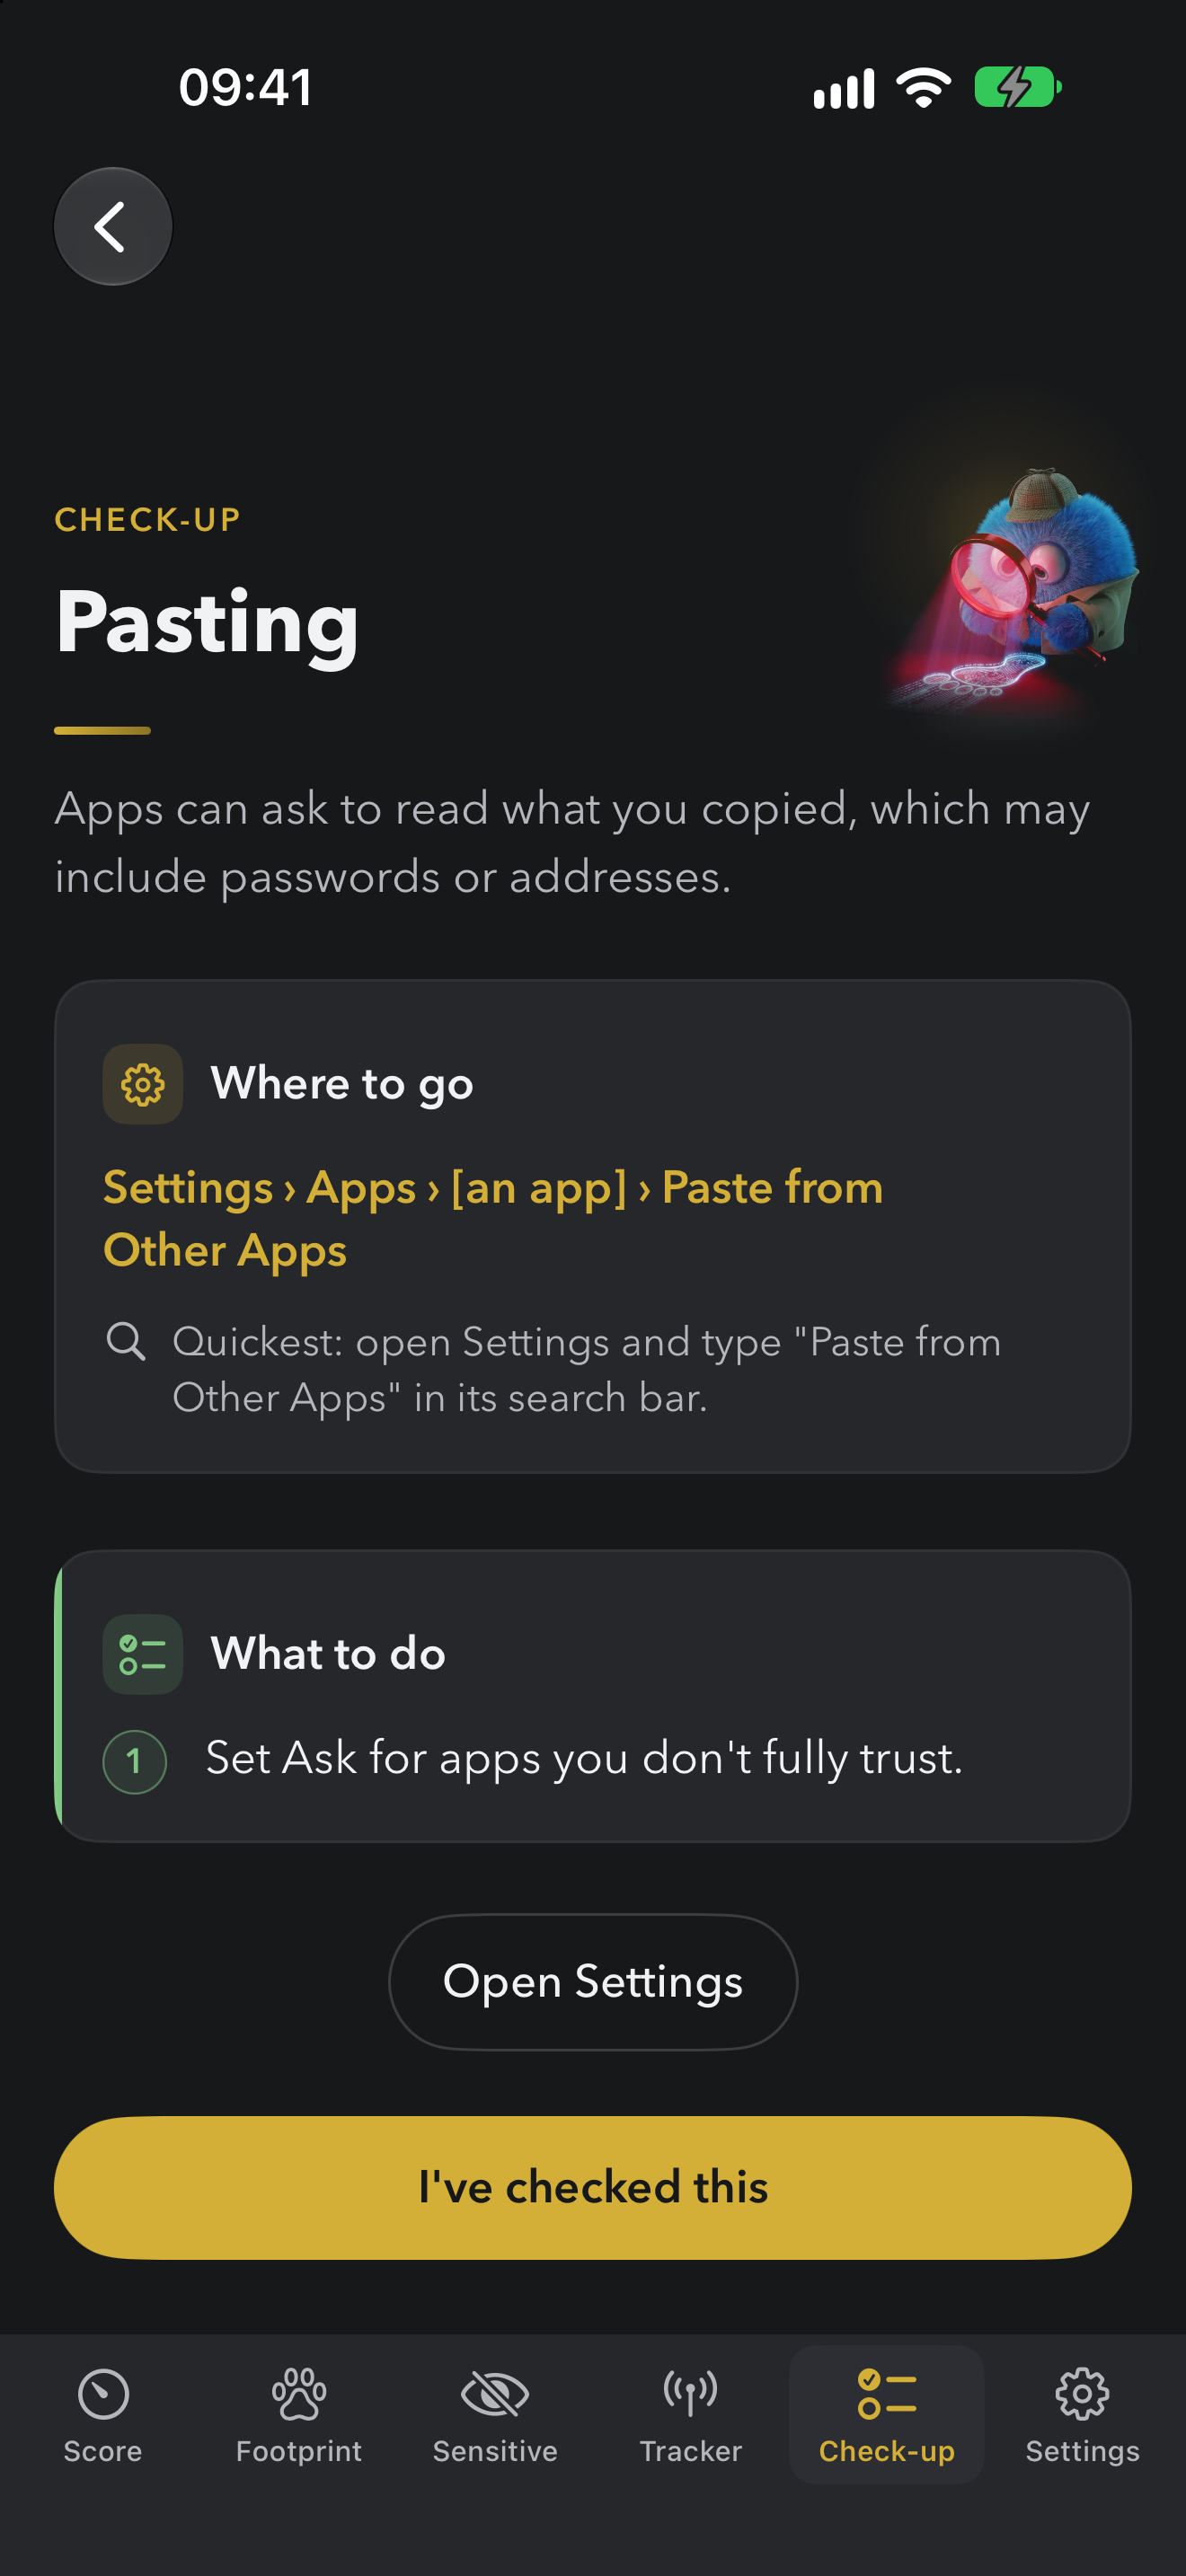 09:41
CHECK-UP
Pasting
Apps can ask to read what you copied, which may
include passwords or addresses.
Where to go
Settings › Apps › [an app] › Paste from
Other Apps
Quickest: open Settings and type "Paste from
Other Apps" in its search bar.
What to do
1 Set Ask for apps you don't fully trust.
Open Settings
I've checked this
Score Footprint Sensitive Tracker Check-up Settings